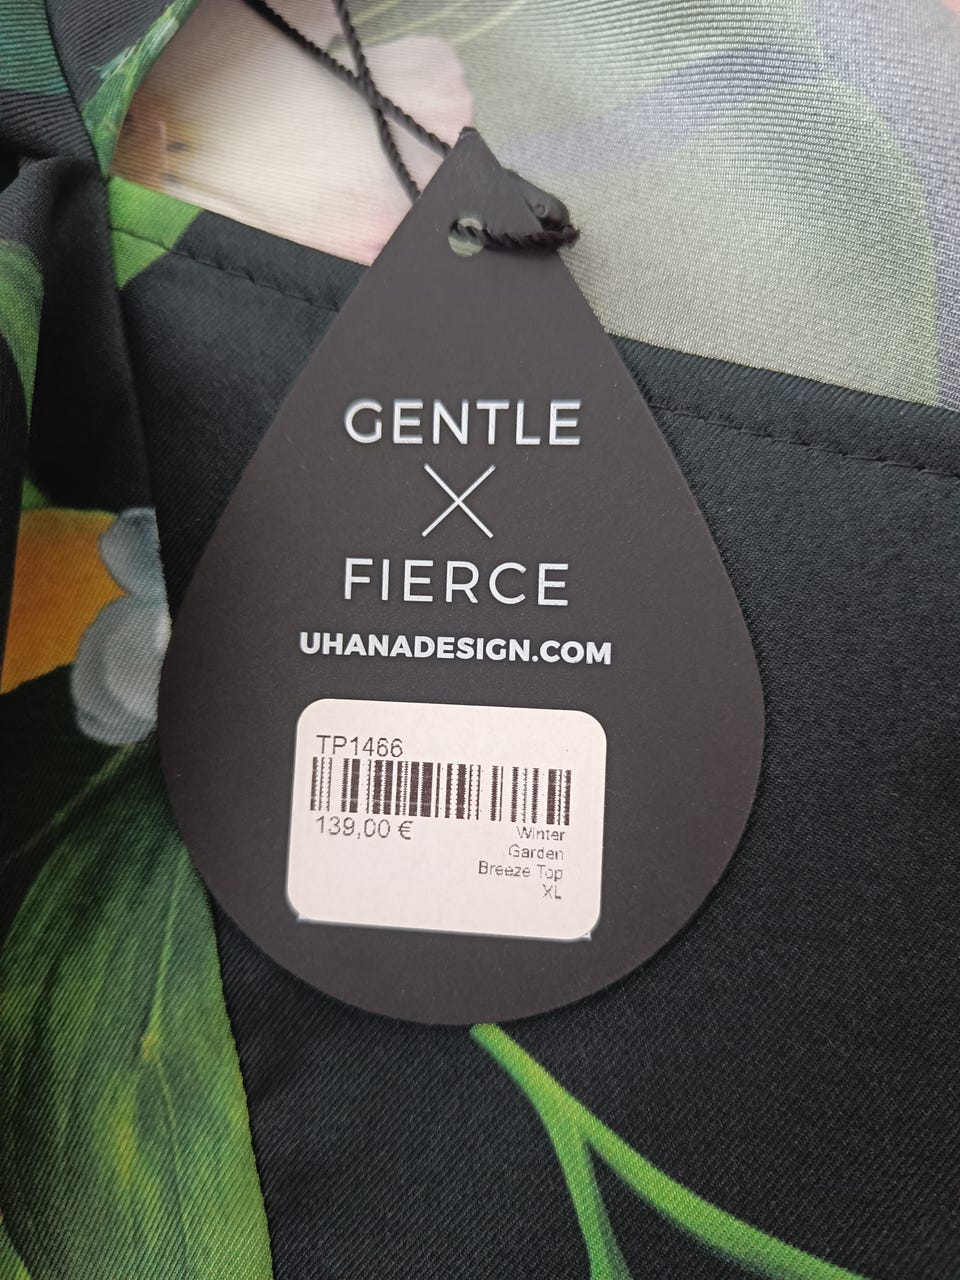 GENTLE
X
FIERCE
UHANADESIGN.COM
TP1466
139,00 €
Winter
Garden
Breeze Top
XL